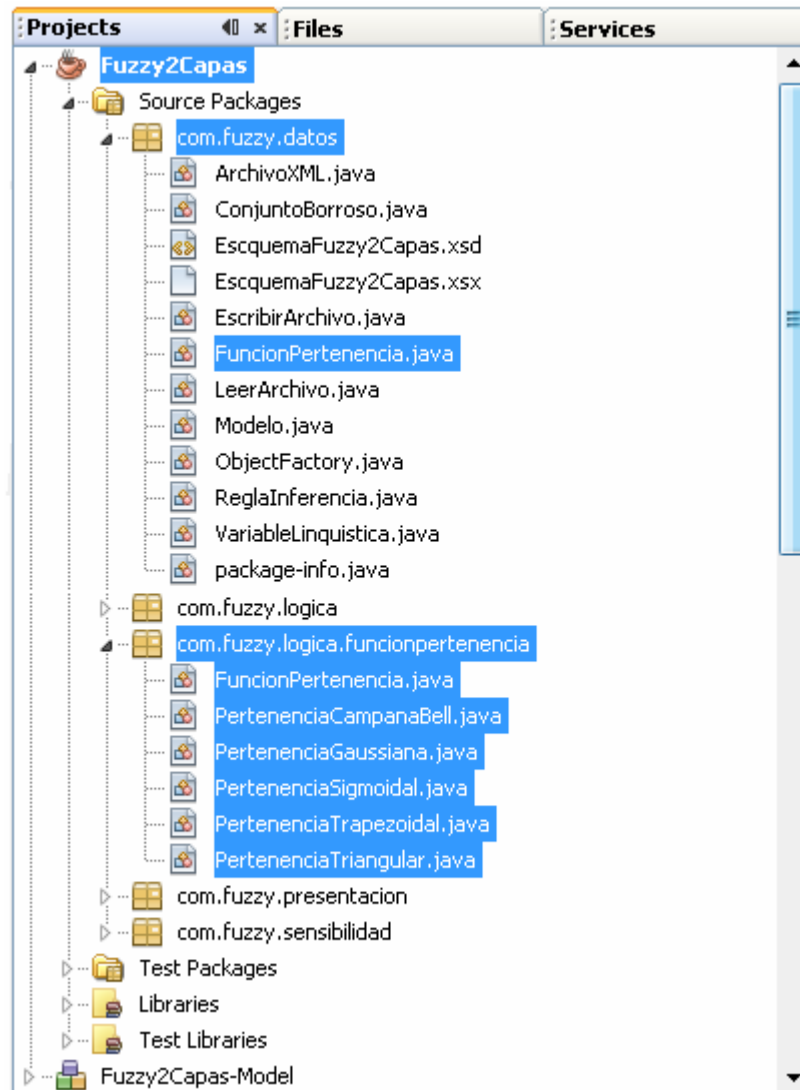 Projects Files Services
Fuzzy2Capas
Source Packages
com.fuzzy.datos
ArchivoXML.java
ConjuntoBorroso.java
EscquemaFuzzy2Capas.xsd
EscquemaFuzzy2Capas.xsx
EscribirArchivo.java
FuncionPertenencia.java
LeerArchivo.java
Modelo.java
ObjectFactory.java
ReglaInferencia.java
VariableLinquistica.java
package-info.java
com.fuzzy.logica
com.fuzzy.logica.funcionpertenencia
FuncionPertenencia.java
PertenenciaCampanaBell.java
PertenenciaGaussiana.java
PertenenciaSigmoidal.java
PertenenciaTrapezoidal.java
PertenenciaTriangular.java
com.fuzzy.presentacion
com.fuzzy.sensibilidad
Test Packages
Libraries
Test Libraries
Fuzzy2Capas-Model